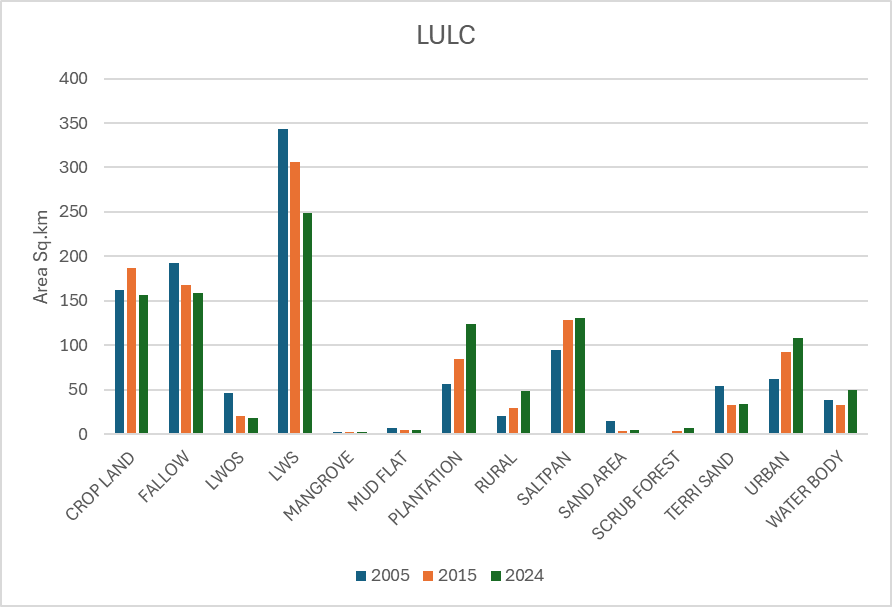 LULC
400
350
300
250
200
150
100
50
0
Area Sq.km
CROP LAND
FALLOW
LWOS
LWS
MANGROVE
MUD FLAT
PLANTATION
RURAL
SALTPAN
SAND AREA
SCRUB FOREST
TERRI SAND
URBAN
WATER BODY
2005 2015 2024